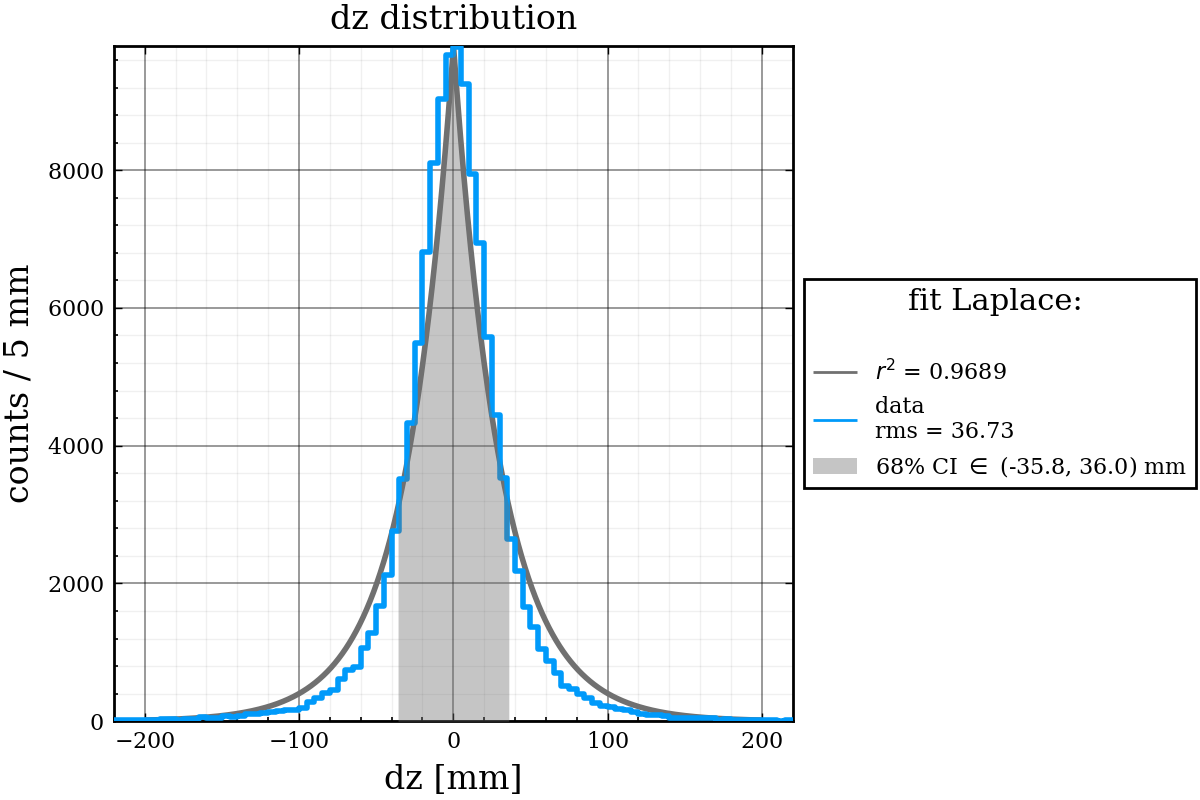 dz distribution
counts / 5 mm
8000
6000
4000
2000
0
−200
−100
0
100
200
dz [mm]
fit Laplace:
r² = 0.9689
data
rms = 36.73
68% CI ∈ (-35.8, 36.0) mm